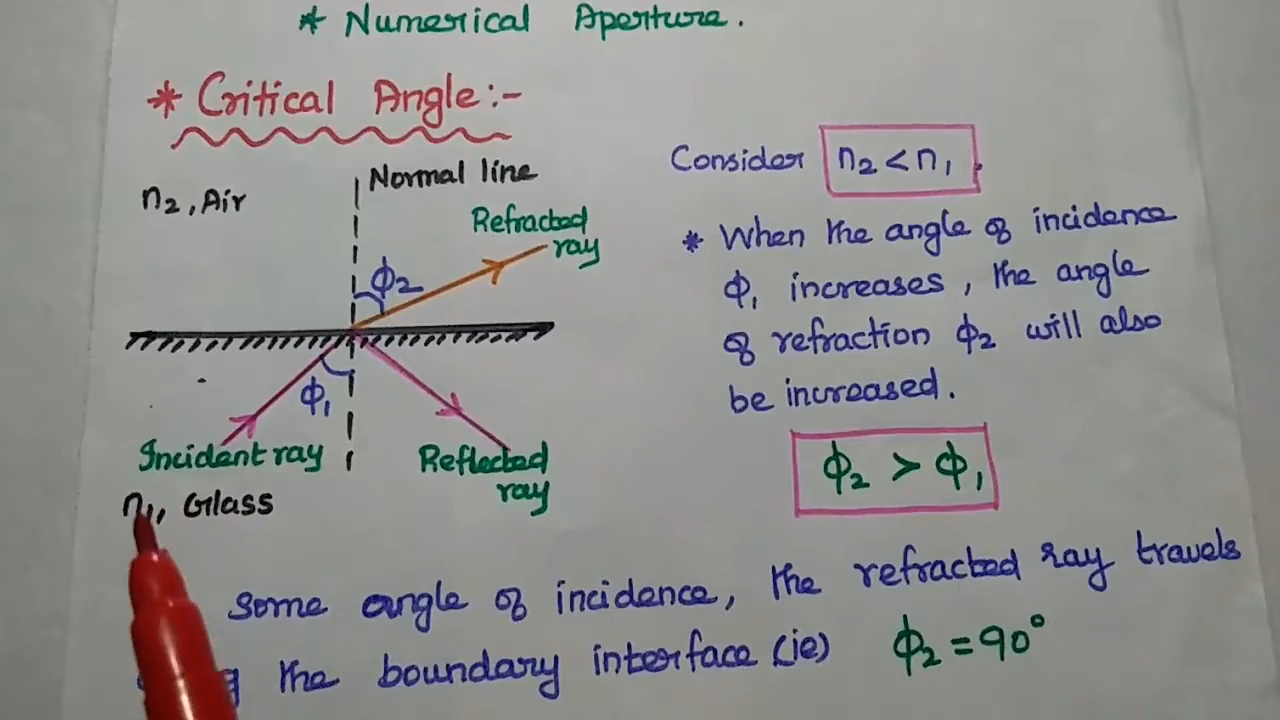 * Numerical Aperture.
* Critical Angle:-
n2, Air
Normal line
Refracted
ray
ϕ2
ϕ1
Incident ray
Reflected
ray
n1, Glass
Consider n2 < n1.
* When the angle of incidence
ϕ1 increases, the angle
of refraction ϕ2 will also
be increased.
ϕ2 > ϕ1
Some angle of incidence, the refracted ray travels
the boundary interface (ie) ϕ2 = 90°